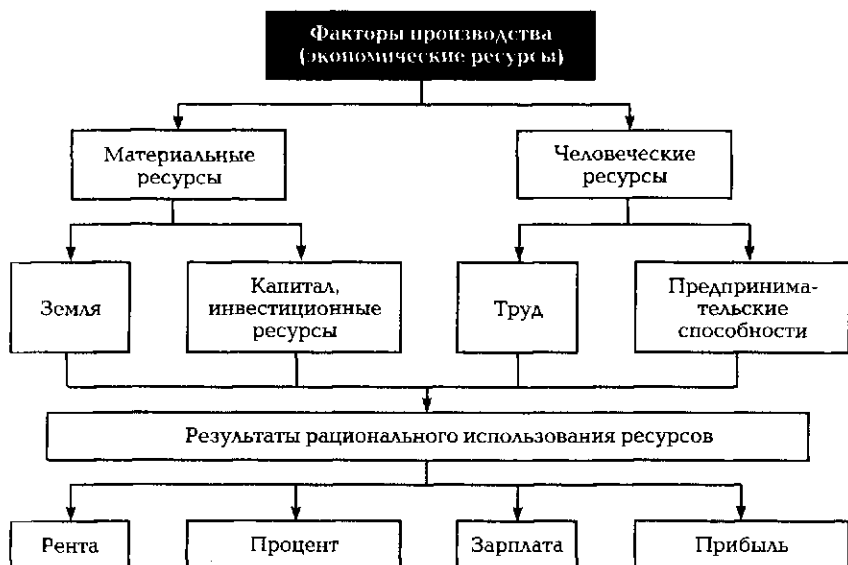 Факторы производства
(экономические ресурсы)
Материальные
ресурсы
Человеческие
ресурсы
Земля
Капитал,
инвестиционные
ресурсы
Труд
Предпринима-
тельские
способности
Результаты рационального использования ресурсов
Рента
Процент
Зарплата
Прибыль